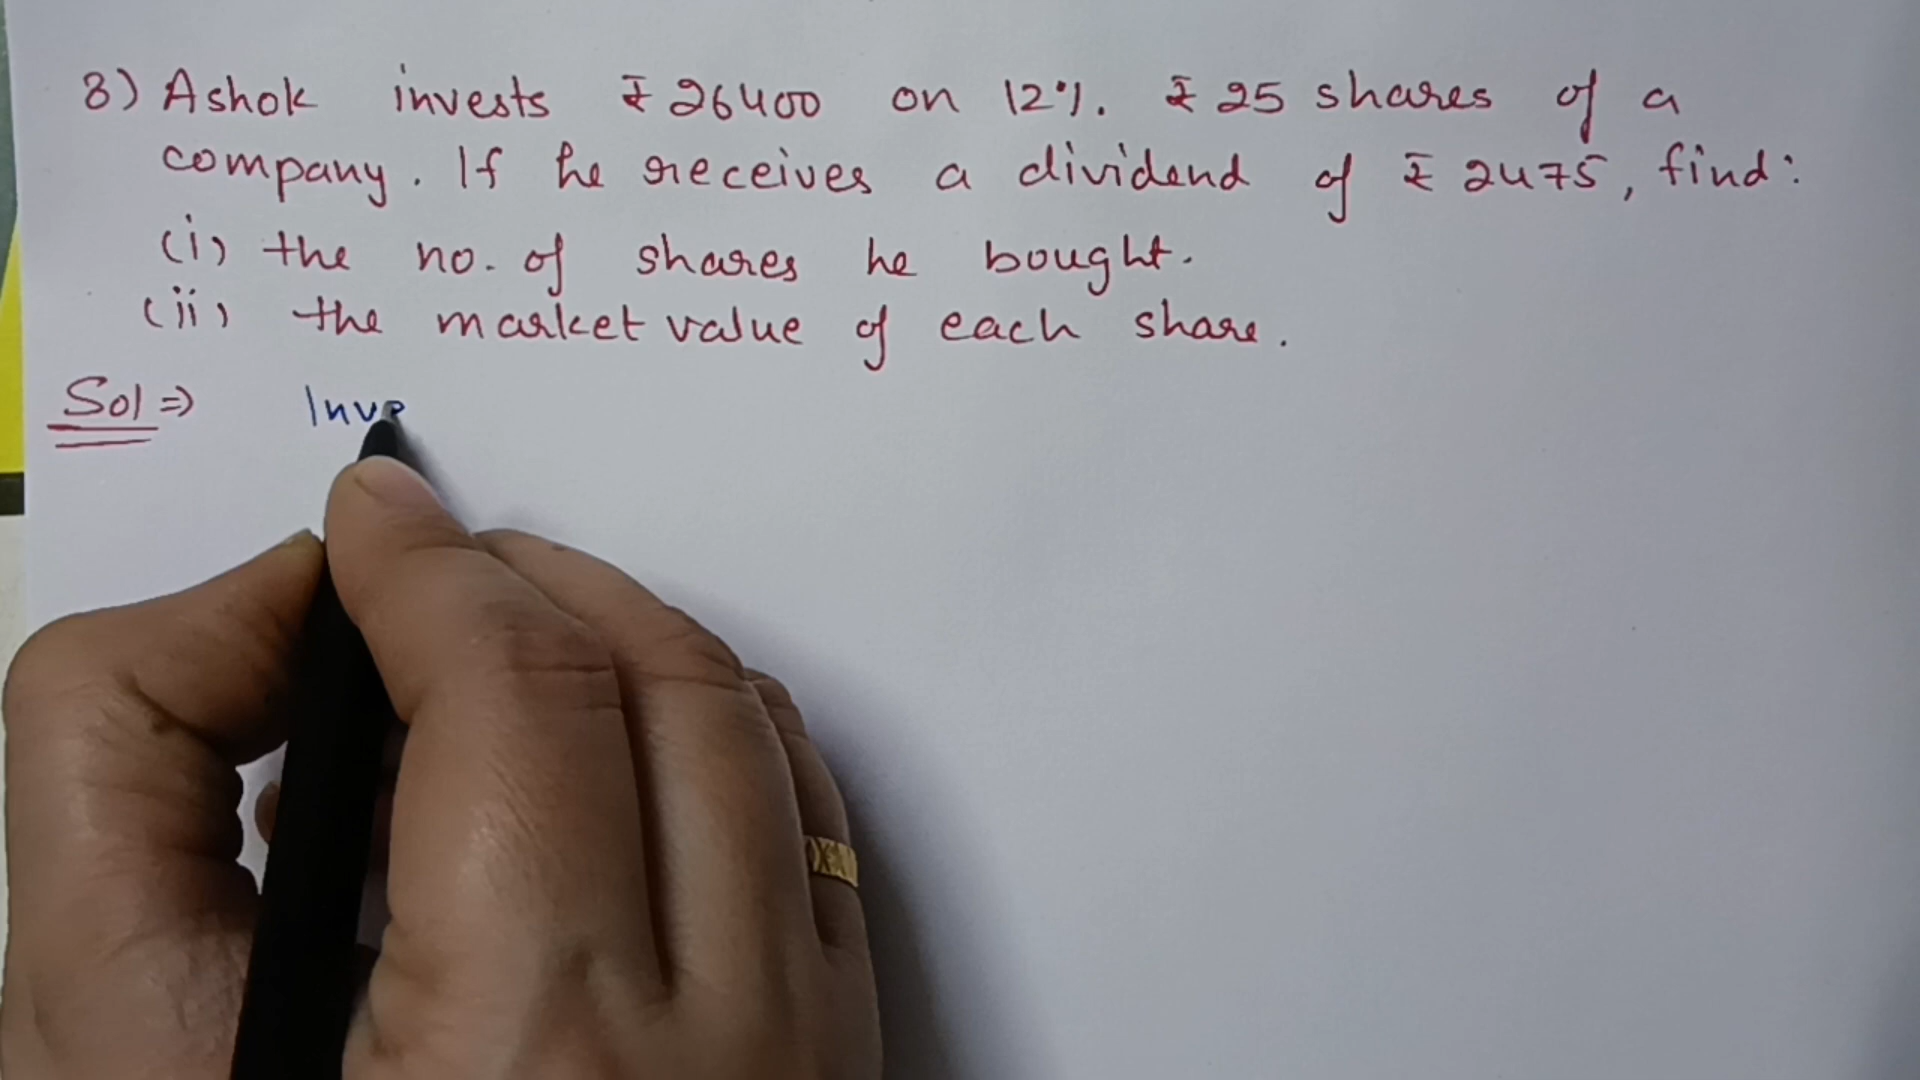 8) Ashok invests ₹ 26400 on 12%. ₹ 25 shares of a
company. If he receives a dividend of ₹ 2475, find:
(i) the no. of shares he bought.
(ii) the market value of each share.
Sol ⇒ Inve